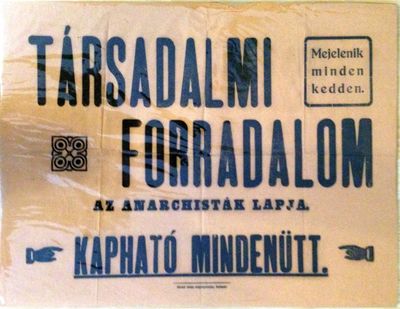 TÁRSADALMI
Mejelenik
minden
kedden.
FORRADALOM
AZ ANARCHISTÁK LAPJA.
KAPHATÓ MINDENÜTT.